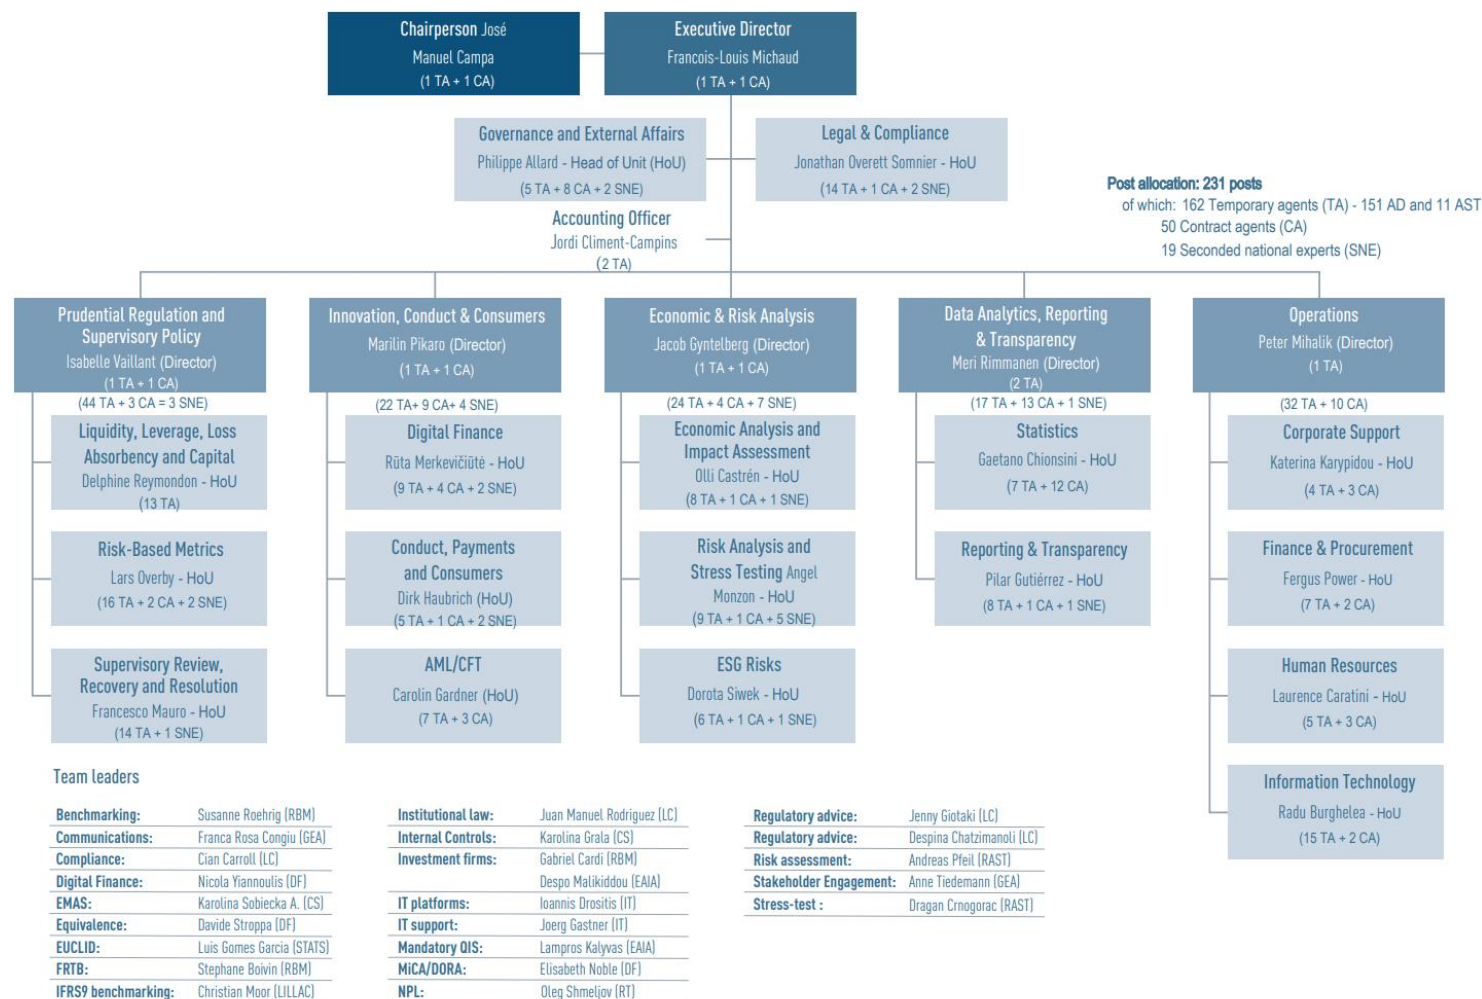 Chairperson José
Manuel Campa
(1 TA + 1 CA)
Executive Director
Francois-Louis Michaud
(1 TA + 1 CA)
Governance and External Affairs
Philippe Allard - Head of Unit (HoU)
(5 TA + 8 CA + 2 SNE)
Legal & Compliance
Jonathan Overett Somnier - HoU
(14 TA + 1 CA + 2 SNE)
Accounting Officer
Jordi Climent-Campins
(2 TA)
Post allocation: 231 posts
of which: 162 Temporary agents (TA) - 151 AD and 11 AST
50 Contract agents (CA)
19 Seconded national experts (SNE)
Prudential Regulation and
Supervisory Policy
Isabelle Vaillant (Director)
(1 TA + 1 CA)
(44 TA + 3 CA = 3 SNE)
Liquidity, Leverage, Loss
Absorbency and Capital
Delphine Reymondon - HoU
(13 TA)
Risk-Based Metrics
Lars Overby - HoU
(16 TA + 2 CA + 2 SNE)
Supervisory Review,
Recovery and Resolution
Francesco Mauro - HoU
(14 TA + 1 SNE)
Innovation, Conduct & Consumers
Marilin Pikaro (Director)
(1 TA + 1 CA)
(22 TA+ 9 CA+ 4 SNE)
Digital Finance
Rūta Merkevičiūtė - HoU
(9 TA + 4 CA + 2 SNE)
Conduct, Payments
and Consumers
Dirk Haubrich (HoU)
(5 TA + 1 CA + 2 SNE)
AML/CFT
Carolin Gardner (HoU)
(7 TA + 3 CA)
Economic & Risk Analysis
Jacob Gyntelberg (Director)
(1 TA + 1 CA)
(24 TA + 4 CA + 7 SNE)
Economic Analysis and
Impact Assessment
Olli Castrén - HoU
(8 TA + 1 CA + 1 SNE)
Risk Analysis and
Stress Testing Angel
Monzon - HoU
(9 TA + 1 CA + 5 SNE)
ESG Risks
Dorota Siwek - HoU
(6 TA + 1 CA + 1 SNE)
Data Analytics, Reporting
& Transparency
Meri Rimmanen (Director)
(2 TA)
(17 TA + 13 CA + 1 SNE)
Statistics
Gaetano Chionsini - HoU
(7 TA + 12 CA)
Reporting & Transparency
Pilar Gutiérrez - HoU
(8 TA + 1 CA + 1 SNE)
Operations
Peter Mihalik (Director)
(1 TA)
(32 TA + 10 CA)
Corporate Support
Katerina Karypidou - HoU
(4 TA + 3 CA)
Finance & Procurement
Fergus Power - HoU
(7 TA + 2 CA)
Human Resources
Laurence Caratini - HoU
(5 TA + 3 CA)
Information Technology
Radu Burghelea - HoU
(15 TA + 2 CA)
Team leaders
Benchmarking: Susanne Roehrig (RBM)
Communications: Franca Rosa Congiu (GEA)
Compliance: Cian Carroll (LC)
Digital Finance: Nicola Yiannoulis (DF)
EMAS: Karolina Sobiecka A. (CS)
Equivalence: Davide Stroppa (DF)
EUCLID: Luis Gomes Garcia (STATS)
FRTB: Stephane Boivin (RBM)
IFRS9 benchmarking: Christian Moor (LILLAC)
Institutional law: Juan Manuel Rodriguez (LC)
Internal Controls: Karolina Grala (CS)
Investment firms: Gabriel Cardi (RBM)
Despo Malikiddou (EAIA)
IT platforms: Ioannis Drositis (IT)
IT support: Joerg Gastner (IT)
Mandatory QIS: Lampros Kalyvas (EAIA)
MiCA/DORA: Elisabeth Noble (DF)
NPL: Oleg Shmeljov (RT)
Regulatory advice: Jenny Giotaki (LC)
Regulatory advice: Despina Chatzimanoli (LC)
Risk assessment: Andreas Pfeil (RAST)
Stakeholder Engagement: Anne Tiedemann (GEA)
Stress-test : Dragan Crnogorac (RAST)